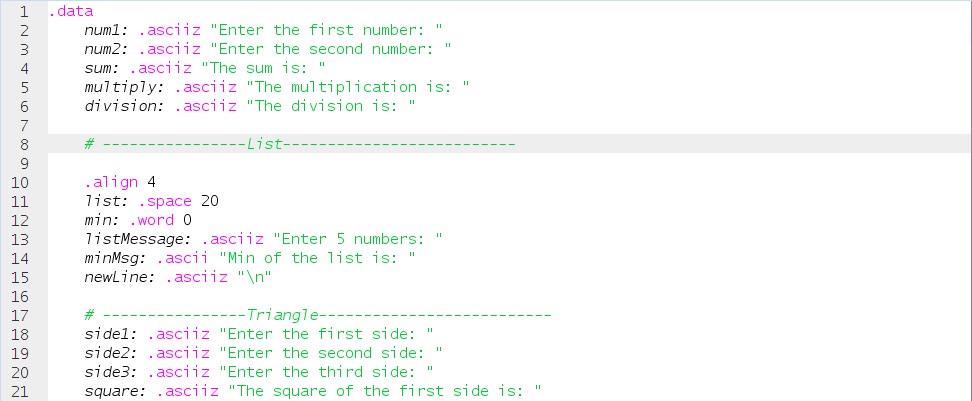 1 .data
2 num1: .asciiz "Enter the first number: "
3 num2: .asciiz "Enter the second number: "
4 sum: .asciiz "The sum is: "
5 multiply: .asciiz "The multiplication is: "
6 division: .asciiz "The division is: "
7
8 # ----------------List--------------------------
9
10 .align 4
11 list: .space 20
12 min: .word 0
13 listMessage: .asciiz "Enter 5 numbers: "
14 minMsg: .ascii "Min of the list is: "
15 newLine: .asciiz "\n"
16
17 # ----------------Triangle--------------------------
18 side1: .asciiz "Enter the first side: "
19 side2: .asciiz "Enter the second side: "
20 side3: .asciiz "Enter the third side: "
21 square: .asciiz "The square of the first side is: "